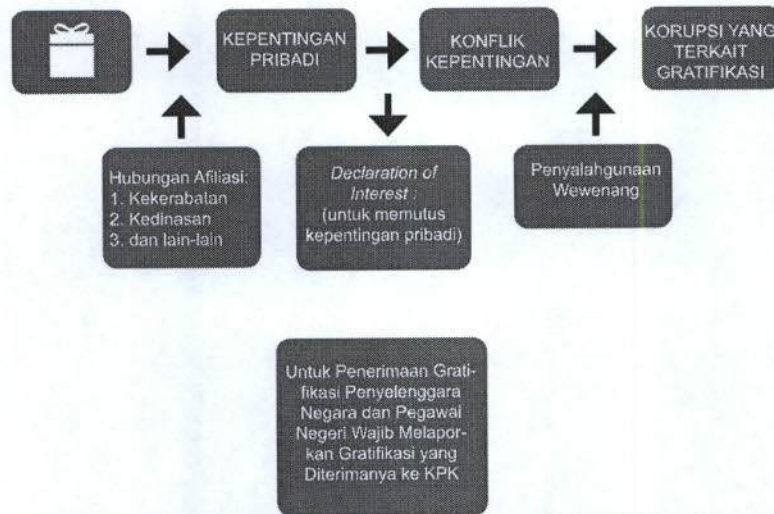 KEPENTINGAN
PRIBADI
KONFLIK
KEPENTINGAN
KORUPSI YANG
TERKAIT
GRATIFIKASI
Hubungan Afiliasi:
1. Kekerabatan
2. Kedinasan
3. dan lain-lain
Declaration of
Interest :
(untuk memutus
kepentingan pribadi)
Penyalahgunaan
Wewenang
Untuk Penerimaan Grati-
fikasi Penyelenggara
Negara dan Pegawai
Negeri Wajib Melapor-
kan Gratifikasi yang
Diterimanya ke KPK